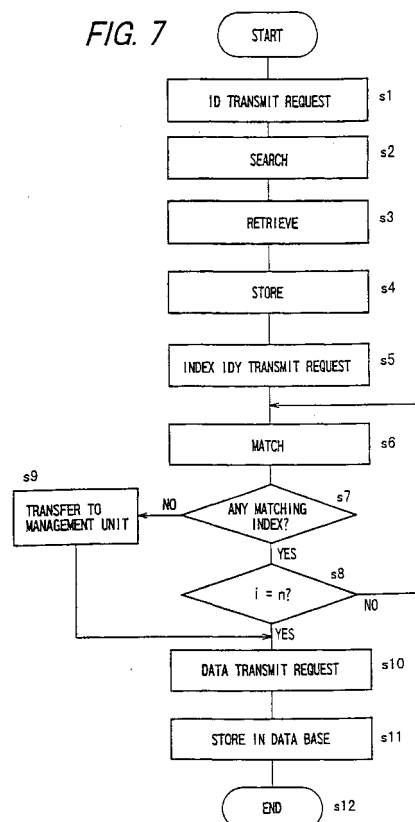 FIG. 7
START
ID TRANSMIT REQUEST s1
SEARCH s2
RETRIEVE s3
STORE s4
INDEX IDY TRANSMIT REQUEST s5
MATCH s6
s9
TRANSFER TO
MANAGEMENT UNIT
NO
ANY MATCHING
INDEX?
s7
YES
i = n?
s8
NO
YES
DATA TRANSMIT REQUEST s10
STORE IN DATA BASE s11
END s12